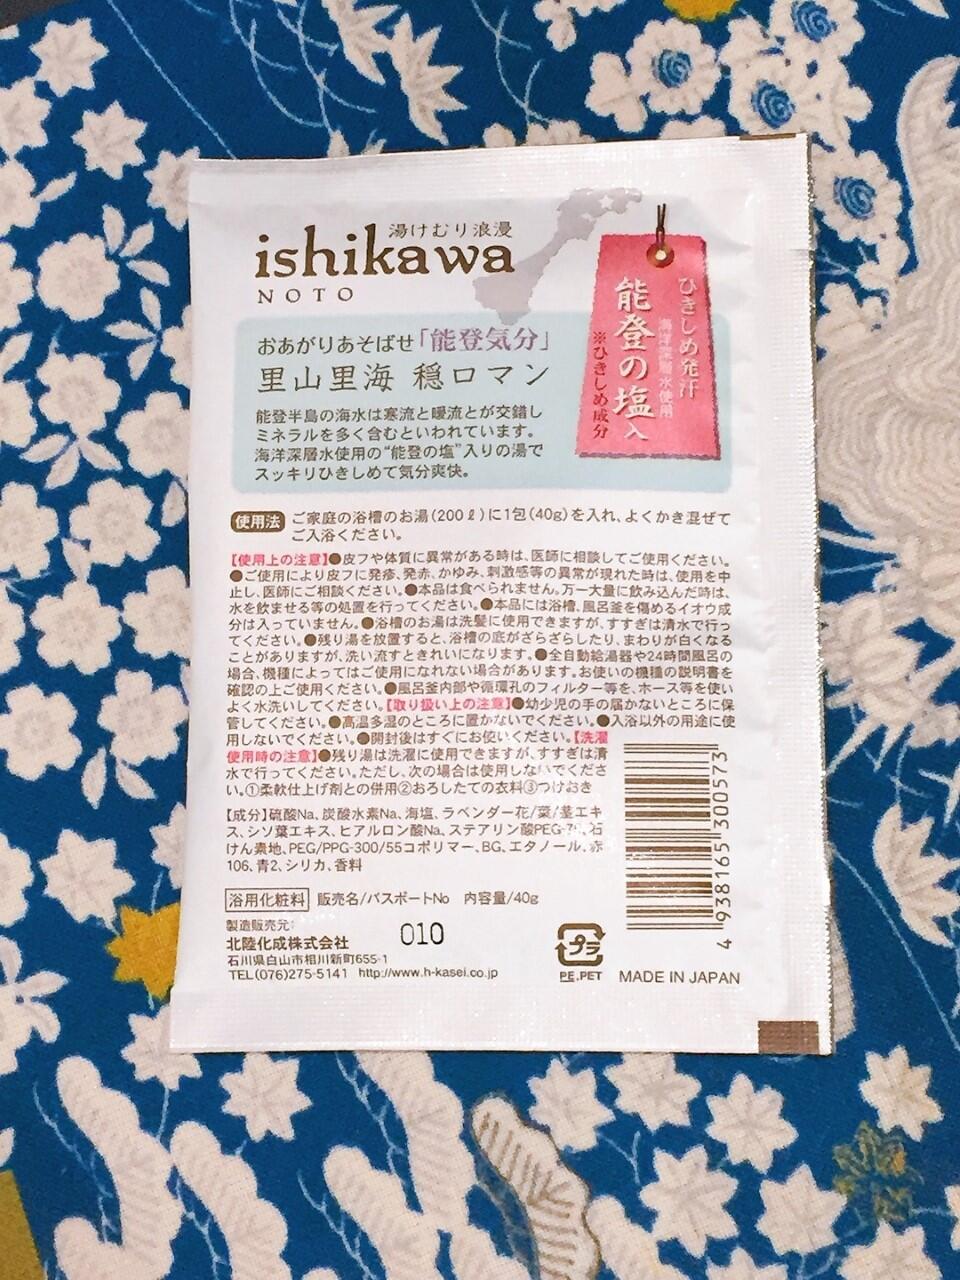 湯けむり浪漫
ishikawa
NOTO
ひきしめ発汗
海洋深層水使用
能登の塩入
※ひきしめ成分
おあがりあそばせ「能登気分」
里山里海 穏ロマン
能登半島の海水は寒流と暖流とが交錯し
ミネラルを多く含むといわれています。
海洋深層水使用の“能登の塩”入りの湯で
スッキリひきしめて気分爽快。
使用法 ご家庭の浴槽のお湯(200ℓ)に1包(40g)を入れ、よくかき混ぜて
ご入浴ください。
【使用上の注意】●皮フや体質に異常がある時は、医師に相談してご使用ください。
●ご使用により皮フに発疹、発赤、かゆみ、刺激感等の異常が現れた時は、使用を中
止し、医師にご相談ください。●本品は食べられません。万一大量に飲み込んだ時は、
水を飲ませる等の処置を行ってください。●本品には浴槽、風呂釜を傷めるイオウ成
分は入っていません。●浴槽のお湯は洗髪に使用できますが、すすぎは清水で行っ
てください。●残り湯を放置すると、浴槽の底がざらざらしたり、まわりが白くなる
ことがありますが、洗い流すときれいになります。●全自動給湯器や24時間風呂の
場合、機種によってはご使用になれない場合があります。お使いの機種の説明書を
確認の上ご使用ください。●風呂釜内部や循環孔のフィルター等を、ホース等を使い
よく水洗いしてください。【取り扱い上の注意】●幼少児の手の届かないところに保
管してください。●高温多湿のところに置かないでください。●入浴以外の用途に使
用しないでください。●開封後はすぐにお使いください。【洗濯
使用時の注意】●残り湯は洗濯に使用できますが、すすぎは清
水で行ってください。ただし、次の場合は使用しないでくださ
い。①柔軟仕上げ剤との併用②おろしたての衣料③つけおき
【成分】硫酸Na、炭酸水素Na、海塩、ラベンダー花/葉/茎エキ
ス、シソ葉エキス、ヒアルロン酸Na、ステアリン酸PEG- 石
けん素地、PEG/PPG-300/55コポリマー、BG、エタノール、赤
106、青2、シリカ、香料
浴用化粧料 販売名/バスポートNo 内容量/40g
製造販売元:
北陸化成株式会社
石川県白山市相川新町655-1
TEL(076)275-5141 http://www.h-kasei.co.jp
010
プラ
PE,PET
MADE IN JAPAN
4 938165 300573